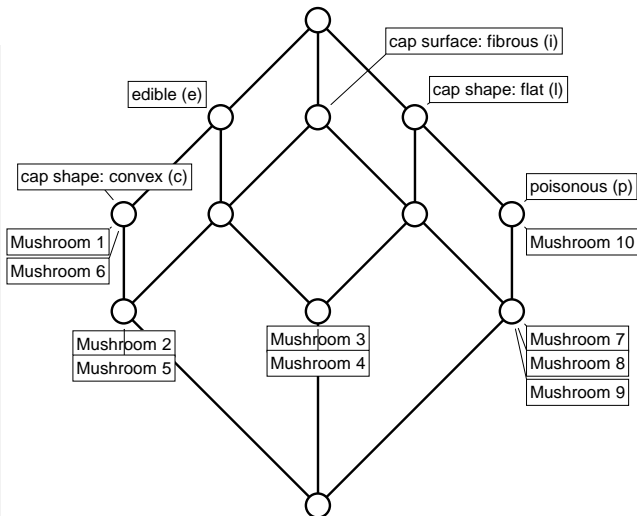 cap surface: fibrous (i)
edible (e)
cap shape: flat (l)
cap shape: convex (c)
poisonous (p)
Mushroom 1
Mushroom 6
Mushroom 10
Mushroom 2
Mushroom 5
Mushroom 3
Mushroom 4
Mushroom 7
Mushroom 8
Mushroom 9